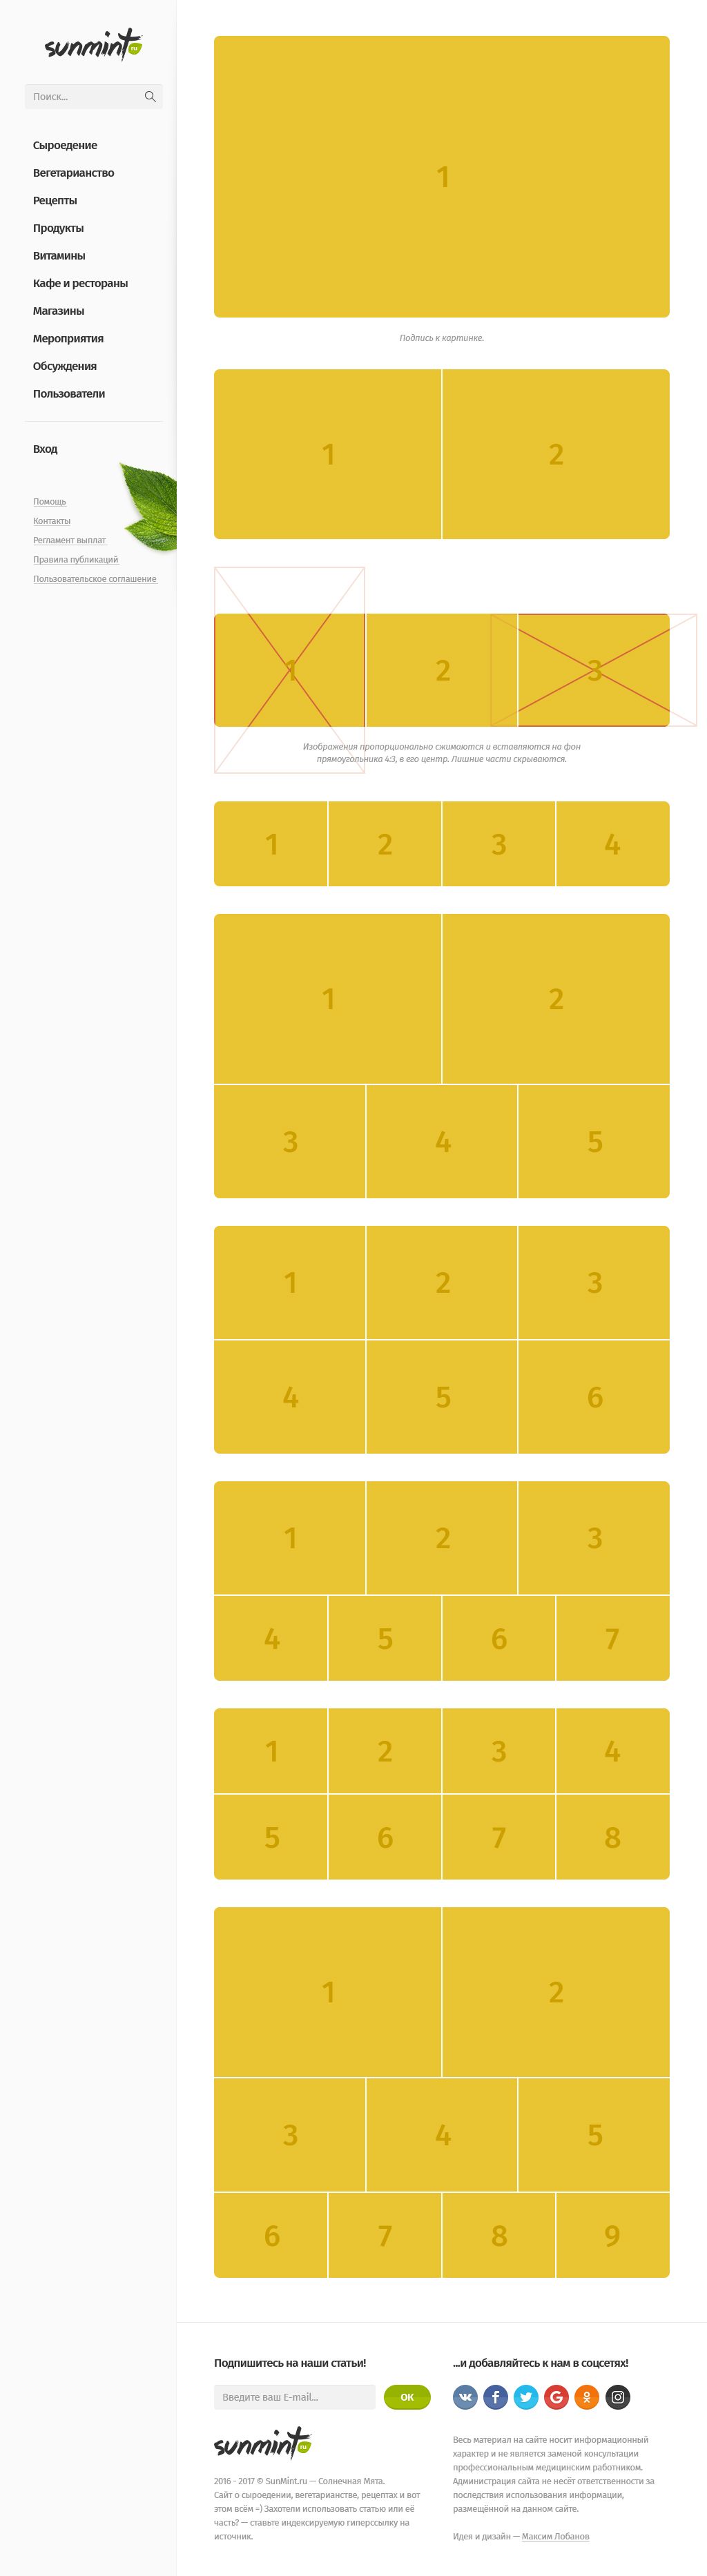 sunmint ru
Поиск...
Сыроедение
Вегетарианство
Рецепты
Продукты
Витамины
Кафе и рестораны
Магазины
Мероприятия
Обсуждения
Пользователи
Вход
Помощь
Контакты
Регламент выплат
Правила публикаций
Пользовательское соглашение
1
Подпись к картинке.
1 2
1 2 3
Изображения пропорционально сжимаются и вставляются на фон
прямоугольника 4:3, в его центр. Лишние части скрываются.
1 2 3 4
1 2
3 4 5
1 2 3
4 5 6
1 2 3
4 5 6 7
1 2 3 4
5 6 7 8
1 2
3 4 5
6 7 8 9
Подпишитесь на наши статьи!
Введите ваш E-mail...
ОК
sunmint ru
2016 - 2017 © SunMint.ru — Солнечная Мята.
Сайт о сыроедении, вегетарианстве, рецептах и вот
этом всём =) Захотели использовать статью или её
часть? — ставьте индексируемую гиперссылку на
источник.
...и добавляйтесь к нам в соцсетях!
Весь материал на сайте носит информационный
характер и не является заменой консультации
профессиональным медицинским работником.
Администрация сайта не несёт ответственности за
последствия использования информации,
размещённой на данном сайте.
Идея и дизайн — Максим Лобанов